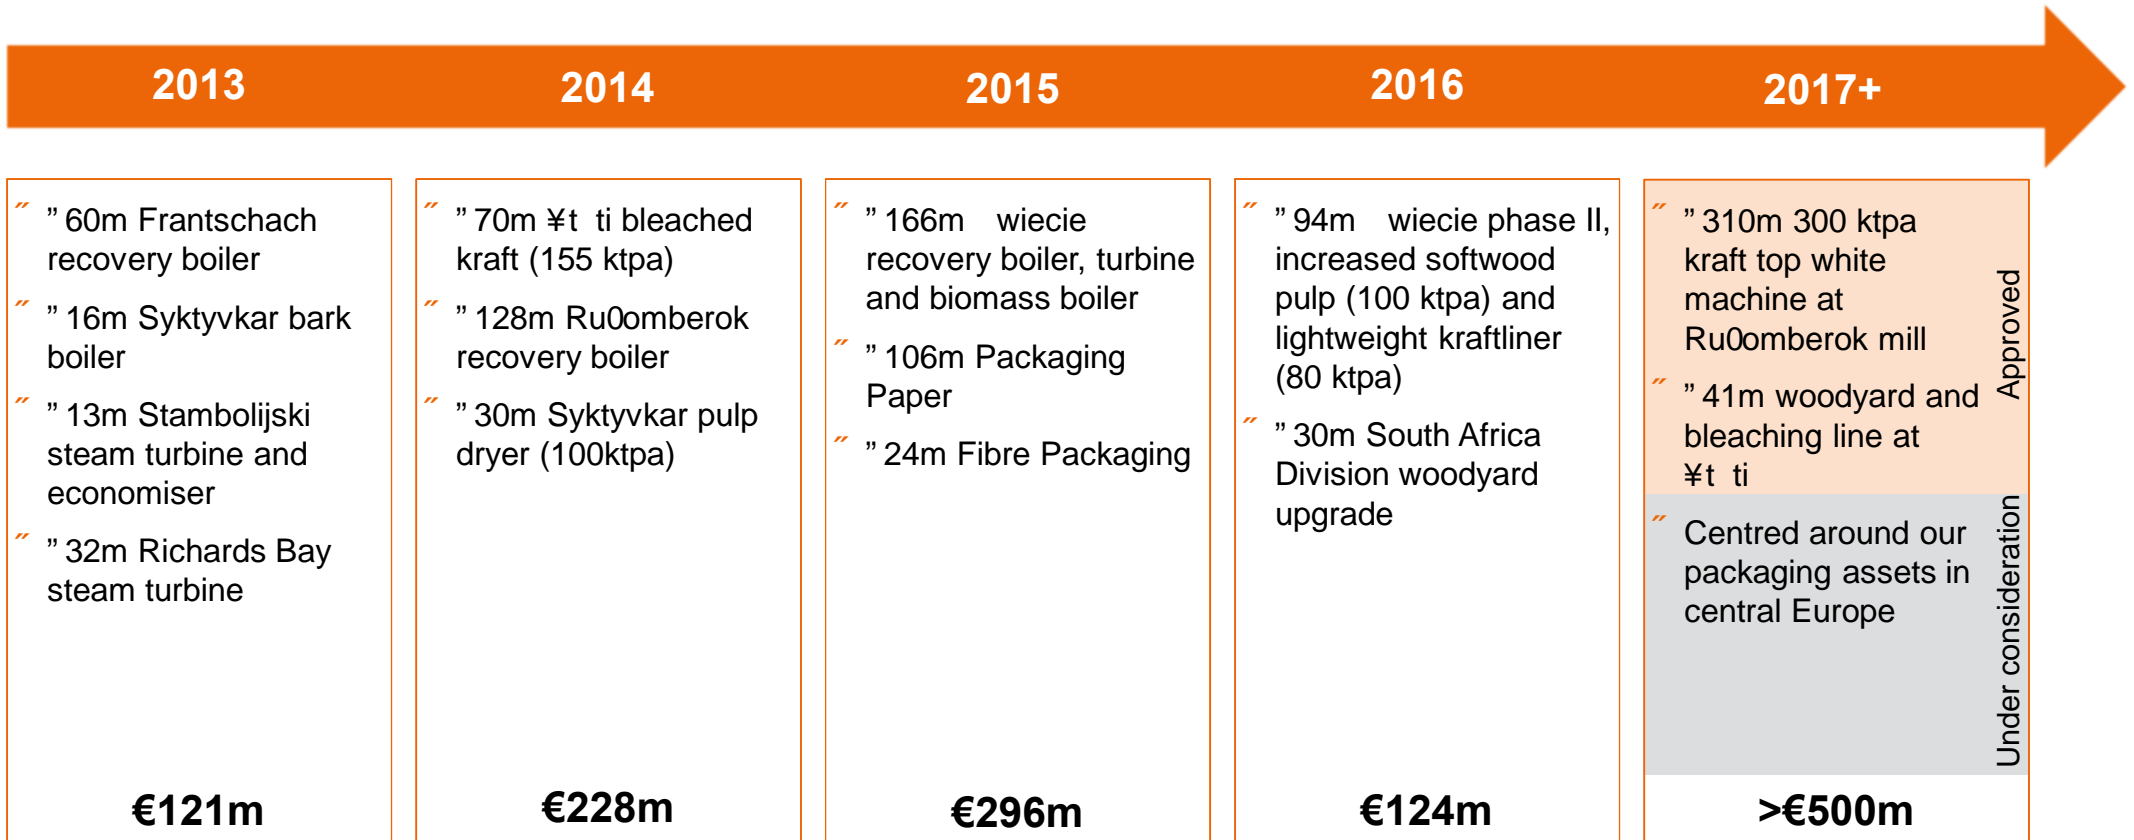 2013
2014
2015
2016
2017+
˝ ” 60m Frantschach
recovery boiler
˝ ” 16m Syktyvkar bark
boiler
˝ ” 13m Stambolijski
steam turbine and
economiser
˝ ” 32m Richards Bay
steam turbine
€121m
˝ ” 70m ¥t ti bleached
kraft (155 ktpa)
˝ ” 128m Ru0omberok
recovery boiler
˝ ” 30m Syktyvkar pulp
dryer (100ktpa)
€228m
˝ ” 166m wiecie
recovery boiler, turbine
and biomass boiler
˝ ” 106m Packaging
Paper
˝ ” 24m Fibre Packaging
€296m
˝ ” 94m wiecie phase II,
increased softwood
pulp (100 ktpa) and
lightweight kraftliner
(80 ktpa)
˝ ” 30m South Africa
Division woodyard
upgrade
€124m
˝ ” 310m 300 ktpa
kraft top white
machine at
Ru0omberok mill
˝ ” 41m woodyard and
bleaching line at
¥t ti
Approved
˝ Centred around our
packaging assets in
central Europe
Under consideration
>€500m